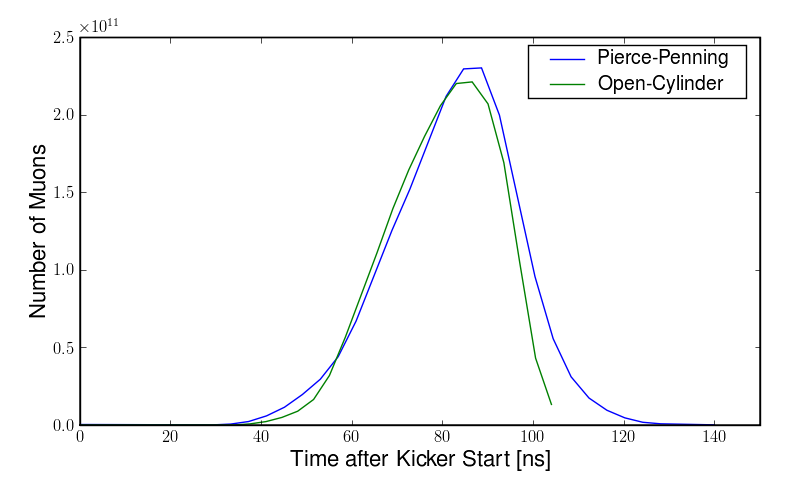 ×10¹¹
2.5
2.0
1.5
1.0
0.5
0.0
0 20 40 60 80 100 120 140
Number of Muons
Time after Kicker Start [ns]
Pierce-Penning
Open-Cylinder